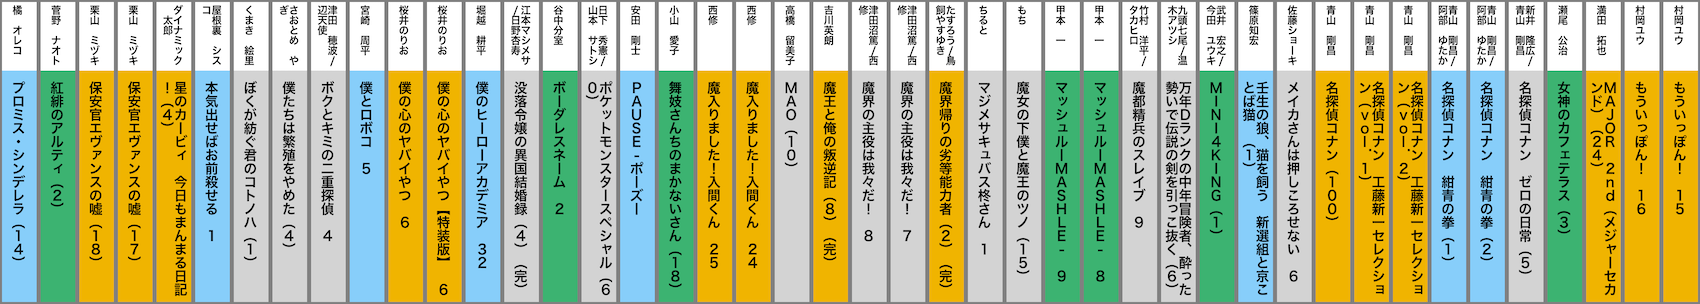 村岡ユウ
もういっぽん! 15
村岡ユウ
もういっぽん! 16
満田 拓也
MAJOR 2nd(メジャーセカ
ンド)(24)
瀬尾 公治
女神のカフェテラス(3)
新井 隆広/
青山 剛昌
名探偵コナン ゼロの日常(5)
青山 剛昌/
阿部 ゆたか
名探偵コナン 紺青の拳(2)
青山 剛昌/
阿部 ゆたか
名探偵コナン 紺青の拳(1)
青山 剛昌
名探偵コナン 工藤新一セレクショ
ン(vol.2)
青山 剛昌
名探偵コナン 工藤新一セレクショ
ン(vol.1)
青山 剛昌
名探偵コナン(100)
佐藤ショーキ
メイカさんは押しころせない 6
篠原知宏
壬生の狼、猫を飼う 新選組と京こ
とば猫(1)
武井 宏之/
今田 ユウキ
MINI4KING(1)
九頭七尾/温
木アツシ
万年Dランクの中年冒険者、酔った
勢いで伝説の剣を引っこ抜く(6)
竹村 洋平/
タカヒロ
魔都精兵のスレイブ 9
甲本 一
マッシュル-MASHLE- 8
甲本 一
マッシュル-MASHLE- 9
もち
魔女の下僕と魔王のツノ(15)
ちると
マジメサキュバス柊さん 1
津田沼篤/西
修
魔界の主役は我々だ! 7
津田沼篤/西
修
魔界の主役は我々だ! 8
たすろう/鳥
飼やすゆき
魔界帰りの劣等能力者(2)(完)
吉川英朗
魔王と俺の叛逆記(8)(完)
高橋 留美子
MAO(10)
西修
魔入りました!入間くん 24
西修
魔入りました!入間くん 25
小山 愛子
舞妓さんちのまかないさん(18)
安田 剛士
PAUSE-ポーズ-
日下 秀憲/
山本 サトシ
ポケットモンスタースペシャル(6
0)
谷中分室
ボーダレスネーム 2
江本マシメサ
/日野杏寿
没落令嬢の異国結婚録(4)(完)
堀越 耕平
僕のヒーローアカデミア 32
桜井のりお
僕の心のヤバイやつ【特装版】 6
桜井のりお
僕の心のヤバイやつ 6
宮崎 周平
僕とロボコ 5
津田 穂波/
辺天使
ボクとキミの二重探偵 4
さおとめ や
ぎ
僕たちは繁殖をやめた(4)
くまき 絵里
ぼくが紡ぐ君のコトノハ(1)
屋根裏 シス
コ
本気出せばお前殺せる 1
ダイナミック
太郎
星のカービィ 今日もまんまる日記
!(4)
栗山 ミヅキ
保安官エヴァンスの嘘(17)
栗山 ミヅキ
保安官エヴァンスの嘘(18)
菅野 ナオト
紅緋のアルティ(2)
橘 オレコ
プロミス・シンデレラ(14)